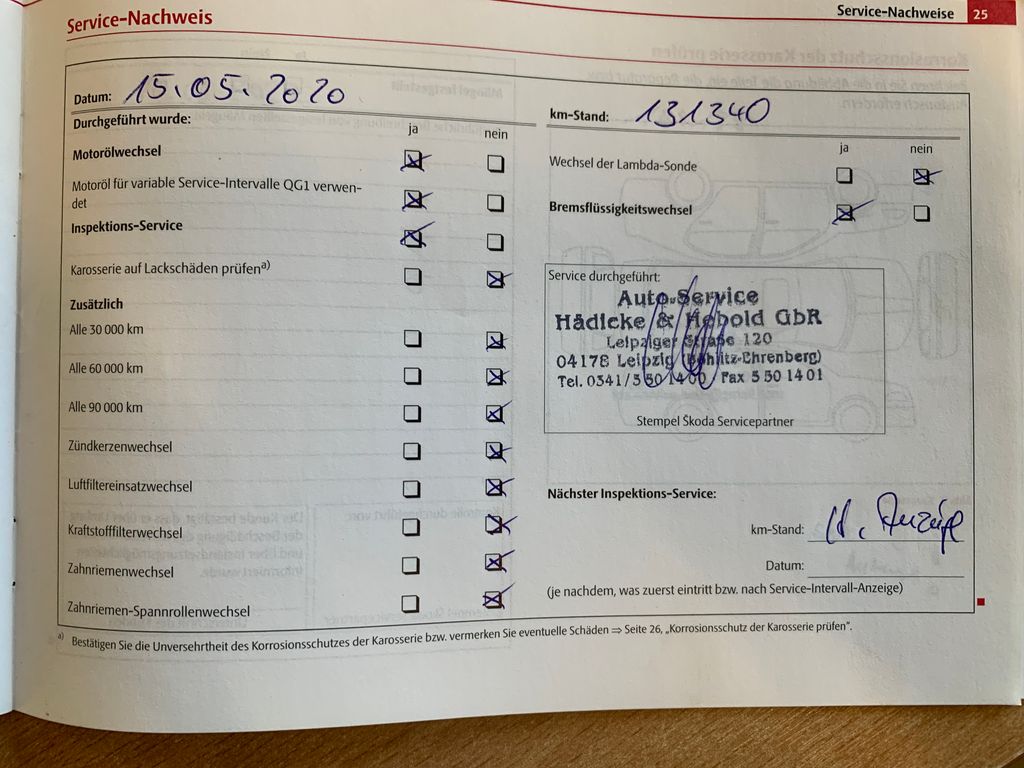 Service-Nachweis
Service-Nachweise 25
Datum: 15.05.2020
Durchgeführt wurde:
ja nein
Motorölwechsel
Motoröl für variable Service-Intervalle QG1 verwen-
det
Inspektions-Service
Karosserie auf Lackschäden prüfen a)
Zusätzlich
Alle 30 000 km
Alle 60 000 km
Alle 90 000 km
Zündkerzenwechsel
Luftfiltereinsatzwechsel
Kraftstofffilterwechsel
Zahnriemenwechsel
Zahnriemen-Spannrollenwechsel
km-Stand: 131340
ja nein
Wechsel der Lambda-Sonde
Bremsflüssigkeitswechsel
Service durchgeführt:
Auto-Service
Hädicke & Hebold GbR
Leipziger Straße 120
04178 Leipzig (Böhlitz-Ehrenberg)
Tel. 0341/5 50 14 00 Fax 5 50 14 01
Stempel Škoda Servicepartner
Nächster Inspektions-Service:
km-Stand: lt. Anzeige
Datum:
(je nachdem, was zuerst eintritt bzw. nach Service-Intervall-Anzeige)
a) Bestätigen Sie die Unversehrtheit des Korrosionsschutzes der Karosserie bzw. vermerken Sie eventuelle Schäden ⇒ Seite 26, „Korrosionsschutz der Karosserie prüfen".